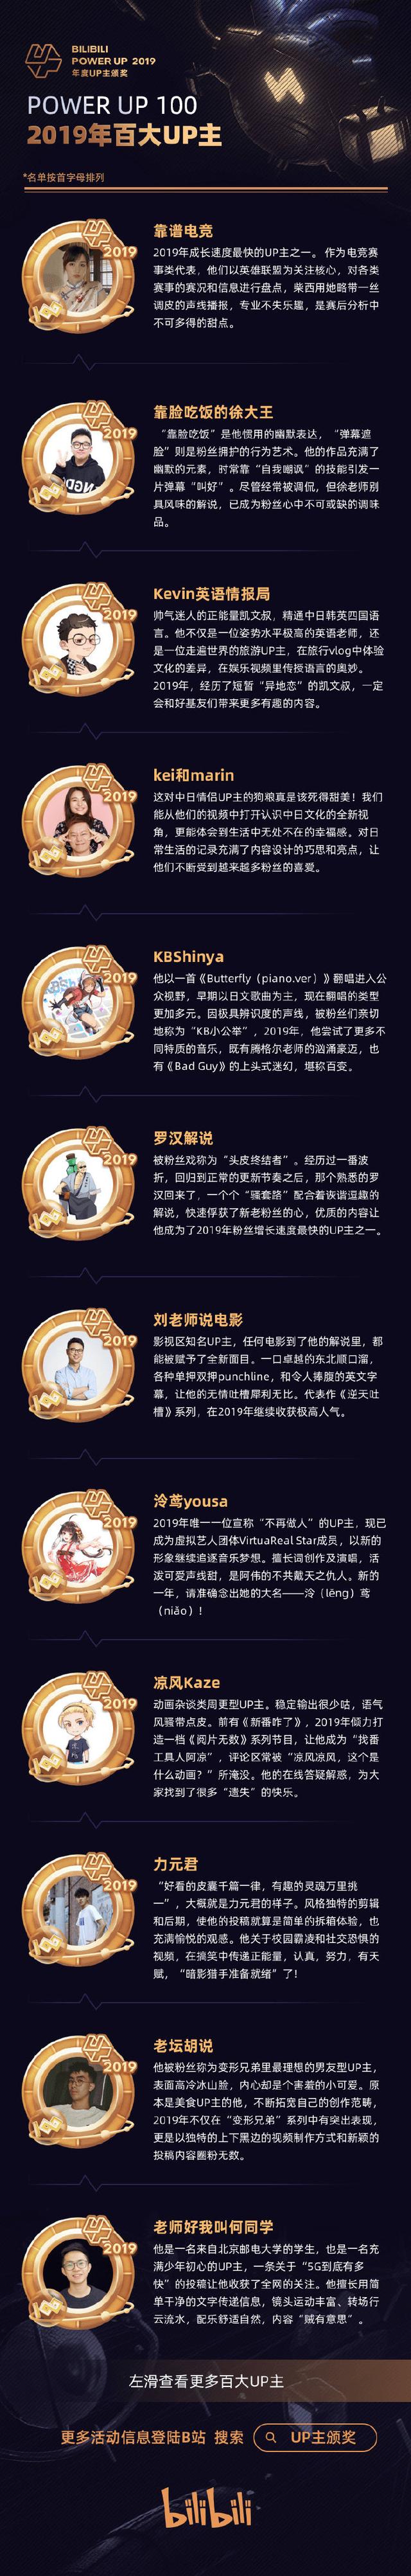 BILIBILI
POWER UP 2019
年度UP主颁奖
POWER UP 100
2019年百大UP主
*名单按首字母排列
2019
靠谱电竞
2019年成长速度最快的UP主之一。 作为电竞赛
事类代表，他们以英雄联盟为关注核心，对各类
赛事的赛况和信息进行盘点，柴西用她略带一丝
调皮的声线播报，专业不失乐趣，是赛后分析中
不可多得的甜点。
2019
靠脸吃饭的徐大王
“靠脸吃饭”是他惯用的幽默表达，“弹幕遮
脸”则是粉丝拥护的行为艺术。他的作品充满了
幽默的元素，时常靠“自我嘲讽”的技能引发一
片弹幕“叫好”。尽管经常被调侃，但徐老师别
具风味的解说，已成为粉丝心中不可或缺的调味
品。
2019
Kevin英语情报局
帅气迷人的正能量凯文叔，精通中日韩英四国语
言。他不仅是一位姿势水平极高的英语老师，还
是一位走遍世界的旅游UP主，在旅行vlog中体验
文化的差异，在娱乐视频里传授语言的奥妙。
2019年，经历了短暂“异地恋”的凯文叔，一定
会和好基友们带来更多有趣的内容。
2019
kei和marin
这对中日情侣UP主的狗粮真是该死得甜美！我们
能从他们的视频中打开认识中日文化的全新视
角，更能体会到生活中无处不在的幸福感。对日
常生活的记录充满了内容设计的巧思和亮点，让
他们不断受到越来越多粉丝的喜爱。
2019
KBShinya
他以一首《Butterfly（piano.ver）》翻唱进入公
众视野，早期以日文歌曲为主，现在翻唱的类型
更加多元。因极具辨识度的声线，被粉丝们亲切
地称为“KB小公举”，2019年，他尝试了更多不
同特质的音乐，既有腾格尔老师的汹涌豪迈，也
有《Bad Guy》的上头式迷幻，堪称百变。
2019
罗汉解说
被粉丝戏称为“头皮终结者”。经历过一番波
折，回归到正常的更新节奏之后，那个熟悉的罗
汉回来了，一个个“骚套路”配合着诙谐逗趣的
解说，快速俘获了新老粉丝的心，优质的内容让
他成为了2019年粉丝增长速度最快的UP主之一。
2019
刘老师说电影
影视区知名UP主，任何电影到了他的解说里，都
能被赋予了全新面目。一口卓越的东北顺口溜，
各种单押双押punchline，和令人捧腹的英文字
幕，让他的无情吐槽犀利无比。代表作《逆天吐
槽》系列，在2019年继续收获极高人气。
2019
泠鸢yousa
2019年唯一一位宣称“不再做人”的UP主，现已
成为虚拟艺人团体VirtuaReal Star成员，以新的
形象继续追逐音乐梦想。擅长词创作及演唱，活
泼可爱声线甜，是阿伟的不共戴天之仇人。新的
一年，请准确念出她的大名——泠（lěng）鸢
（niǎo）！
2019
凉风Kaze
动画杂谈类周更型UP主。稳定输出很少咕，语气
风骚带点皮。前有《新番咋了》，2019年倾力打
造一档《阅片无数》系列节目，让他成为“找番
工具人阿凉”，评论区常被“凉风凉风，这个是
什么动画？”所淹没。他的在线答疑解惑，为大
家找到了很多“遗失”的快乐。
2019
力元君
“好看的皮囊千篇一律，有趣的灵魂万里挑
一”，大概就是力元君的样子。风格独特的剪辑
和后期，使他的投稿就算是简单的拆箱体验，也
充满愉悦的观感。他关于校园霸凌和社交恐惧的
视频，在搞笑中传递正能量，认真，努力，有天
赋，“暗影猎手准备就绪”了！
2019
老坛胡说
他被粉丝称为变形兄弟里最理想的男友型UP主，
表面高冷冰山脸，内心却是个害羞的小可爱。原
本是美食UP主的他，不断拓宽自己的创作范畴，
2019年不仅在“变形兄弟”系列中有突出表现，
更是以独特的上下黑边的视频制作方式和新颖的
投稿内容圈粉无数。
2019
老师好我叫何同学
他是一名来自北京邮电大学的学生，也是一名充
满少年初心的UP主，一条关于“5G到底有多
快”的投稿让他收获了全网的关注。他擅长用简
单干净的文字传递信息，镜头运动丰富、转场行
云流水，配乐舒适自然，内容“贼有意思”。
左滑查看更多百大UP主
更多活动信息登陆B站 搜索 UP主颁奖
bilibili